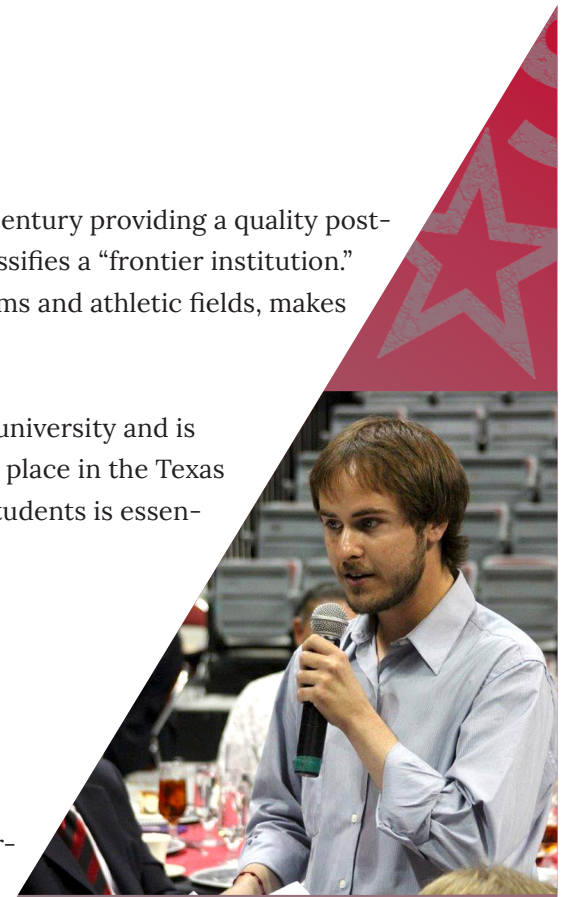 entury providing a quality post-
ssifies a “frontier institution.”
ms and athletic fields, makes
university and is
place in the Texas
tudents is essen-
r-